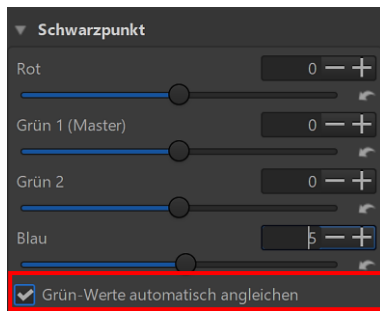 Schwarzpunkt
Rot 0
Grün 1 (Master) 0
Grün 2 0
Blau 5
Grün-Werte automatisch angleichen